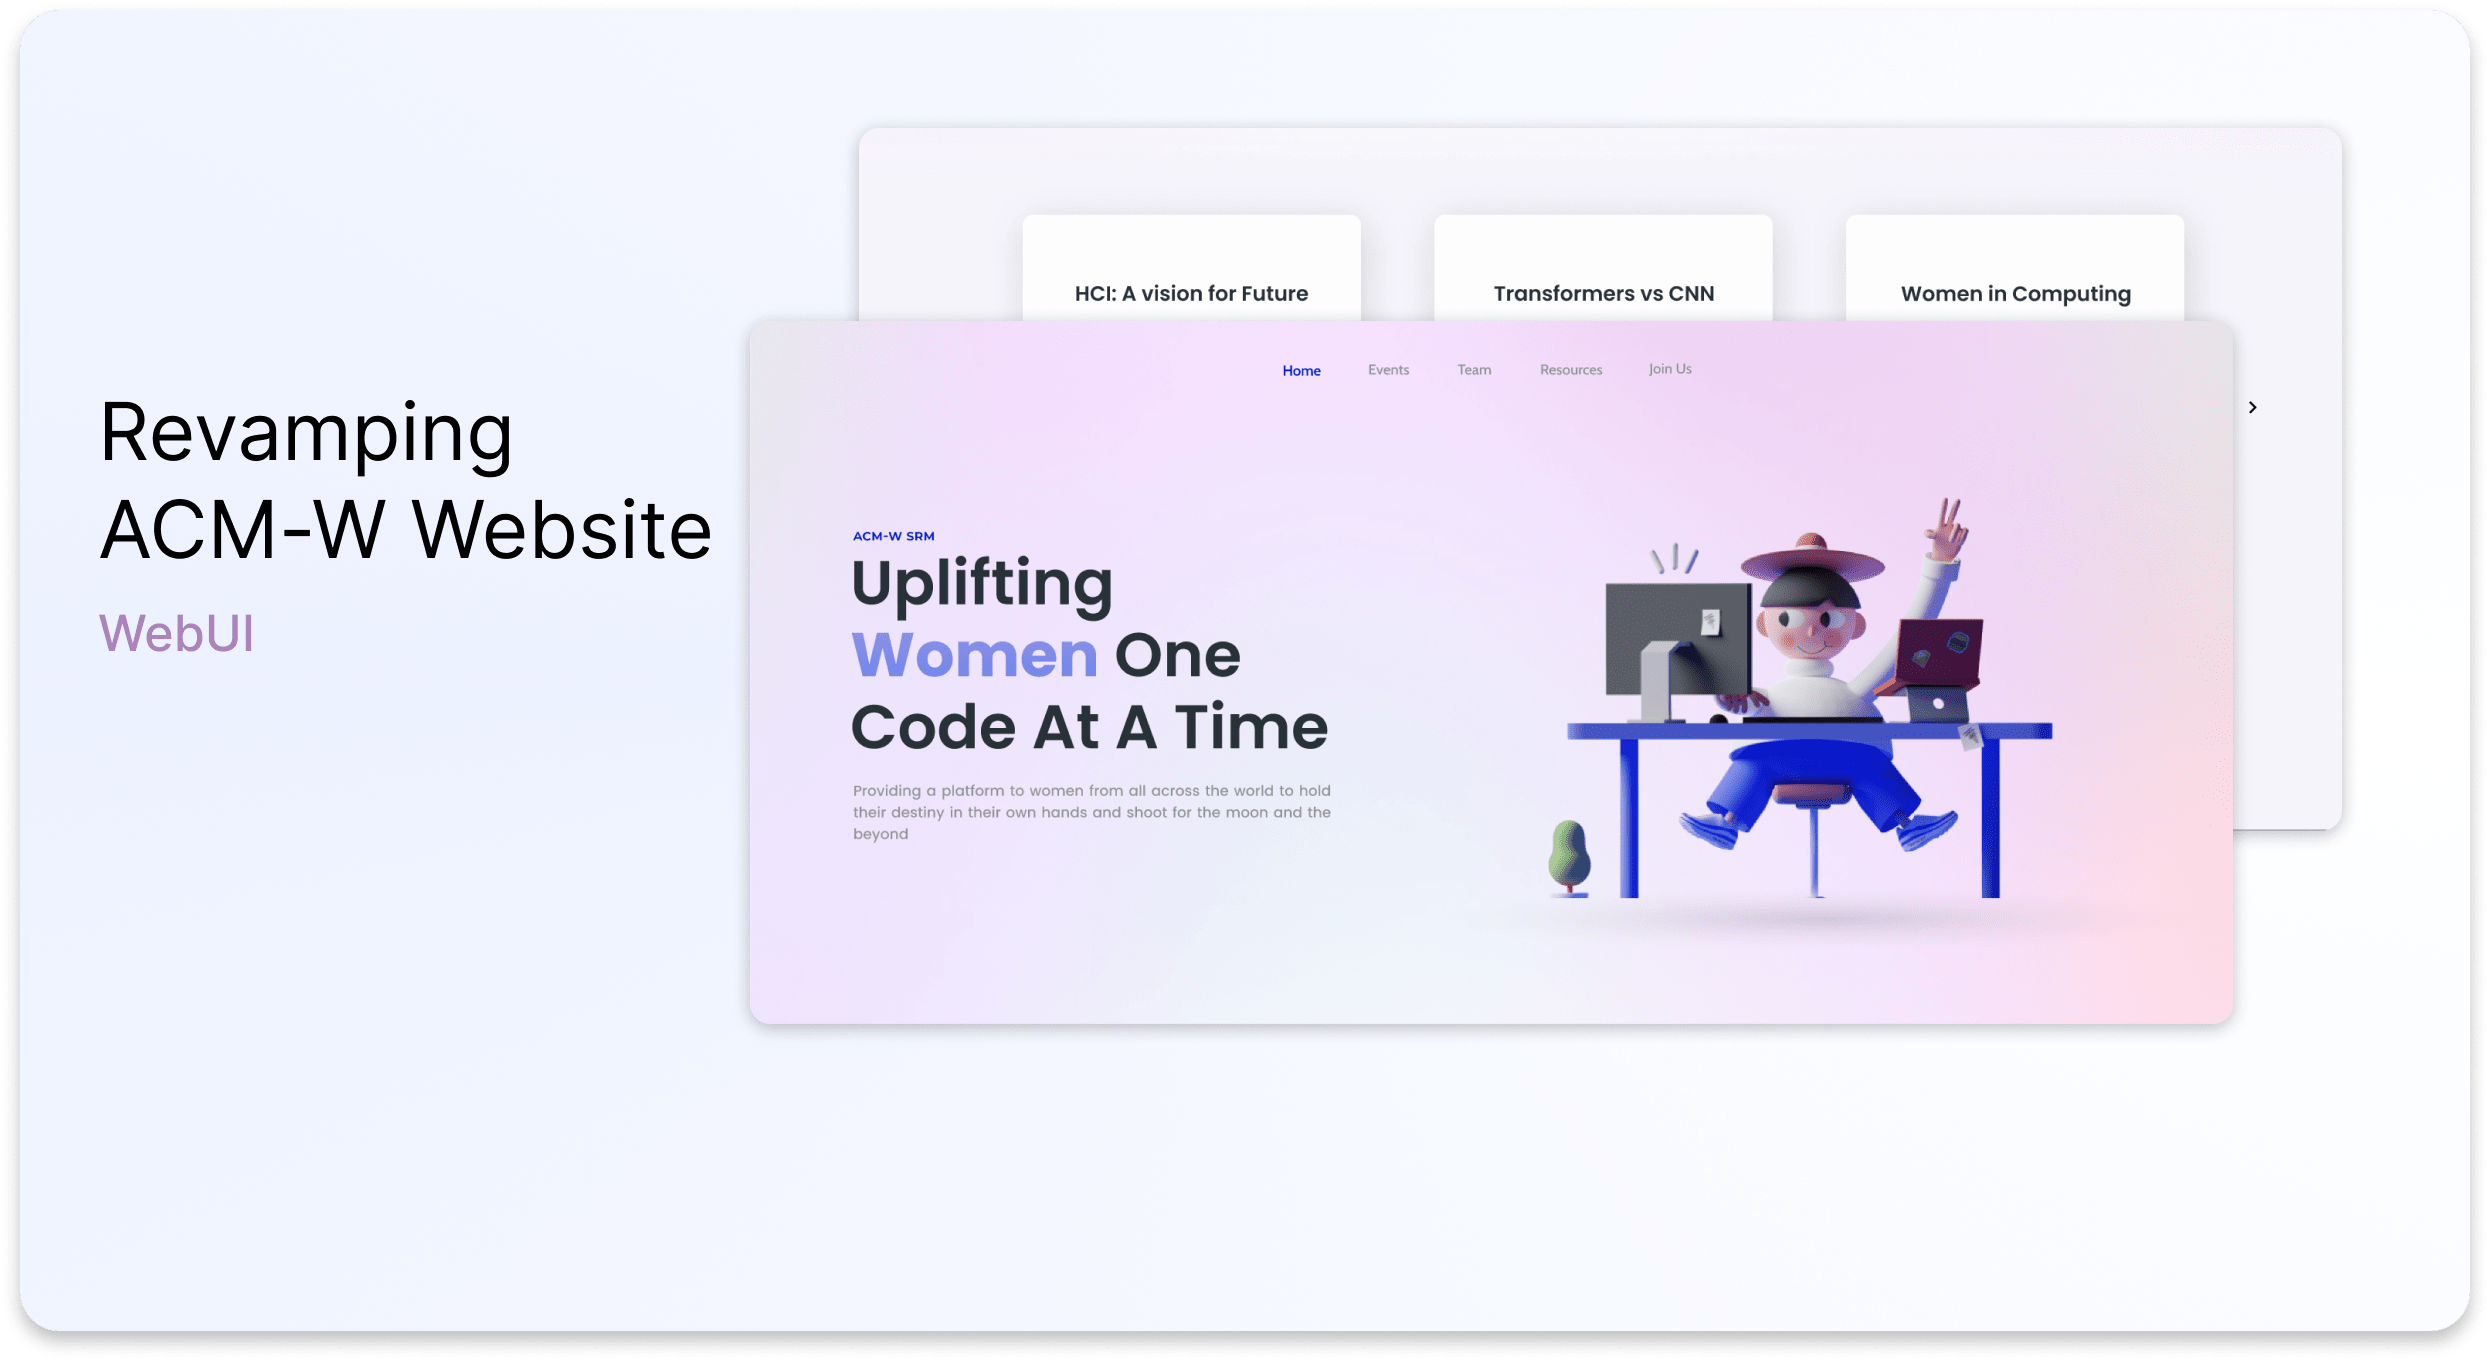 Revamping
ACM-W Website
WebUI
HCI: A vision for Future
Transformers vs CNN
Women in Computing
Home
Events
Team
Resources
Join Us
ACM-W SRM
Uplifting
Women One
Code At A Time
Providing a platform to women from all across the world to hold
their destiny in their own hands and shoot for the moon and the
beyond